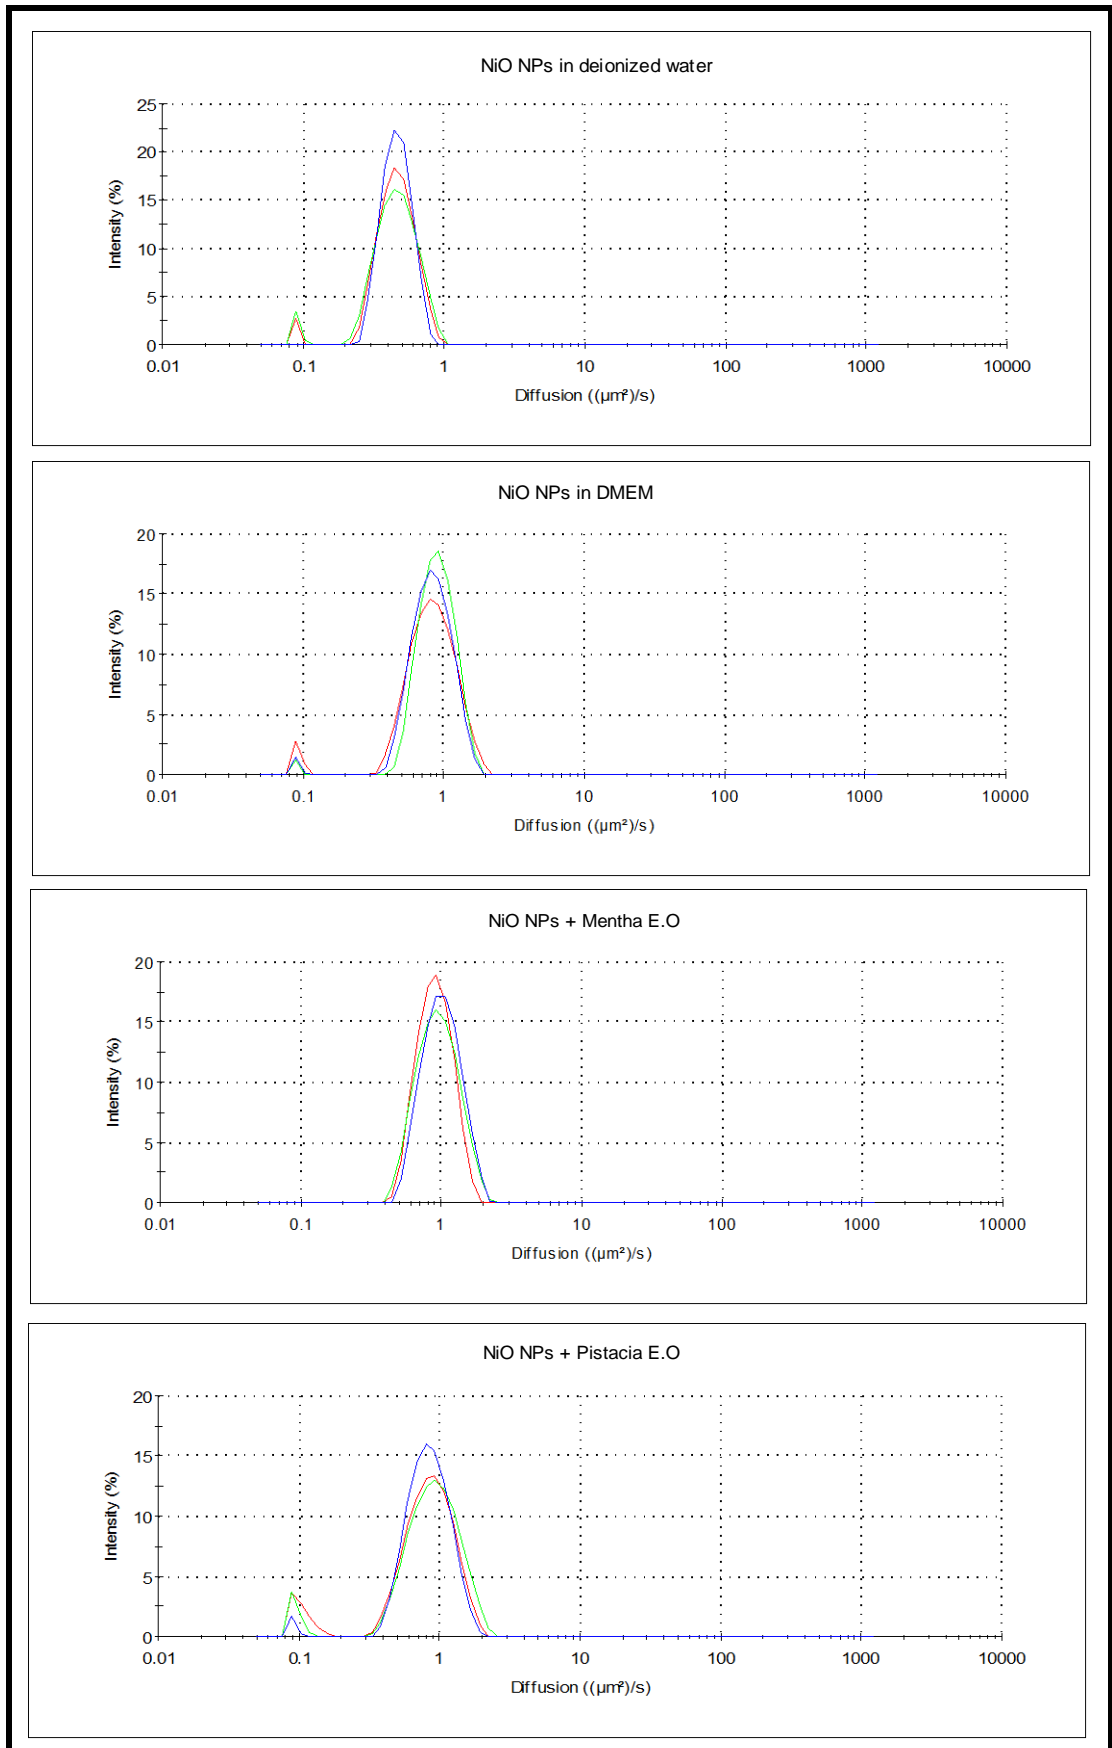 NiO NPs in deionized water
25
20
15
10
5
0
Intensity (%)
0.01 0.1 1 10 100 1000 10000
Diffusion ((µm²)/s)
NiO NPs in DMEM
20
15
10
5
0
Intensity (%)
0.01 0.1 1 10 100 1000 10000
Diffusion ((µm²)/s)
NiO NPs + Mentha E.O
20
15
10
5
0
Intensity (%)
0.01 0.1 1 10 100 1000 10000
Diffusion ((µm²)/s)
NiO NPs + Pistacia E.O
20
15
10
5
0
Intensity (%)
0.01 0.1 1 10 100 1000 10000
Diffusion ((µm²)/s)